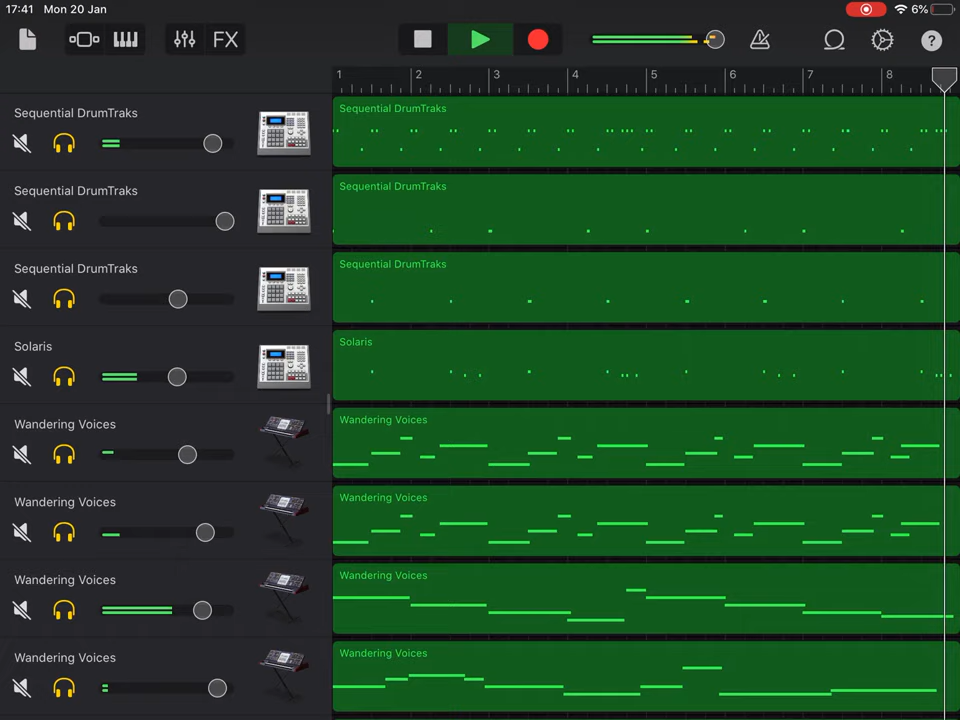 17:41 Mon 20 Jan 6%
FX ?
1 2 3 4 5 6 7 8
Sequential DrumTraks
Sequential DrumTraks
Sequential DrumTraks
Sequential DrumTraks
Sequential DrumTraks
Sequential DrumTraks
Solaris
Solaris
Wandering Voices
Wandering Voices
Wandering Voices
Wandering Voices
Wandering Voices
Wandering Voices
Wandering Voices
Wandering Voices